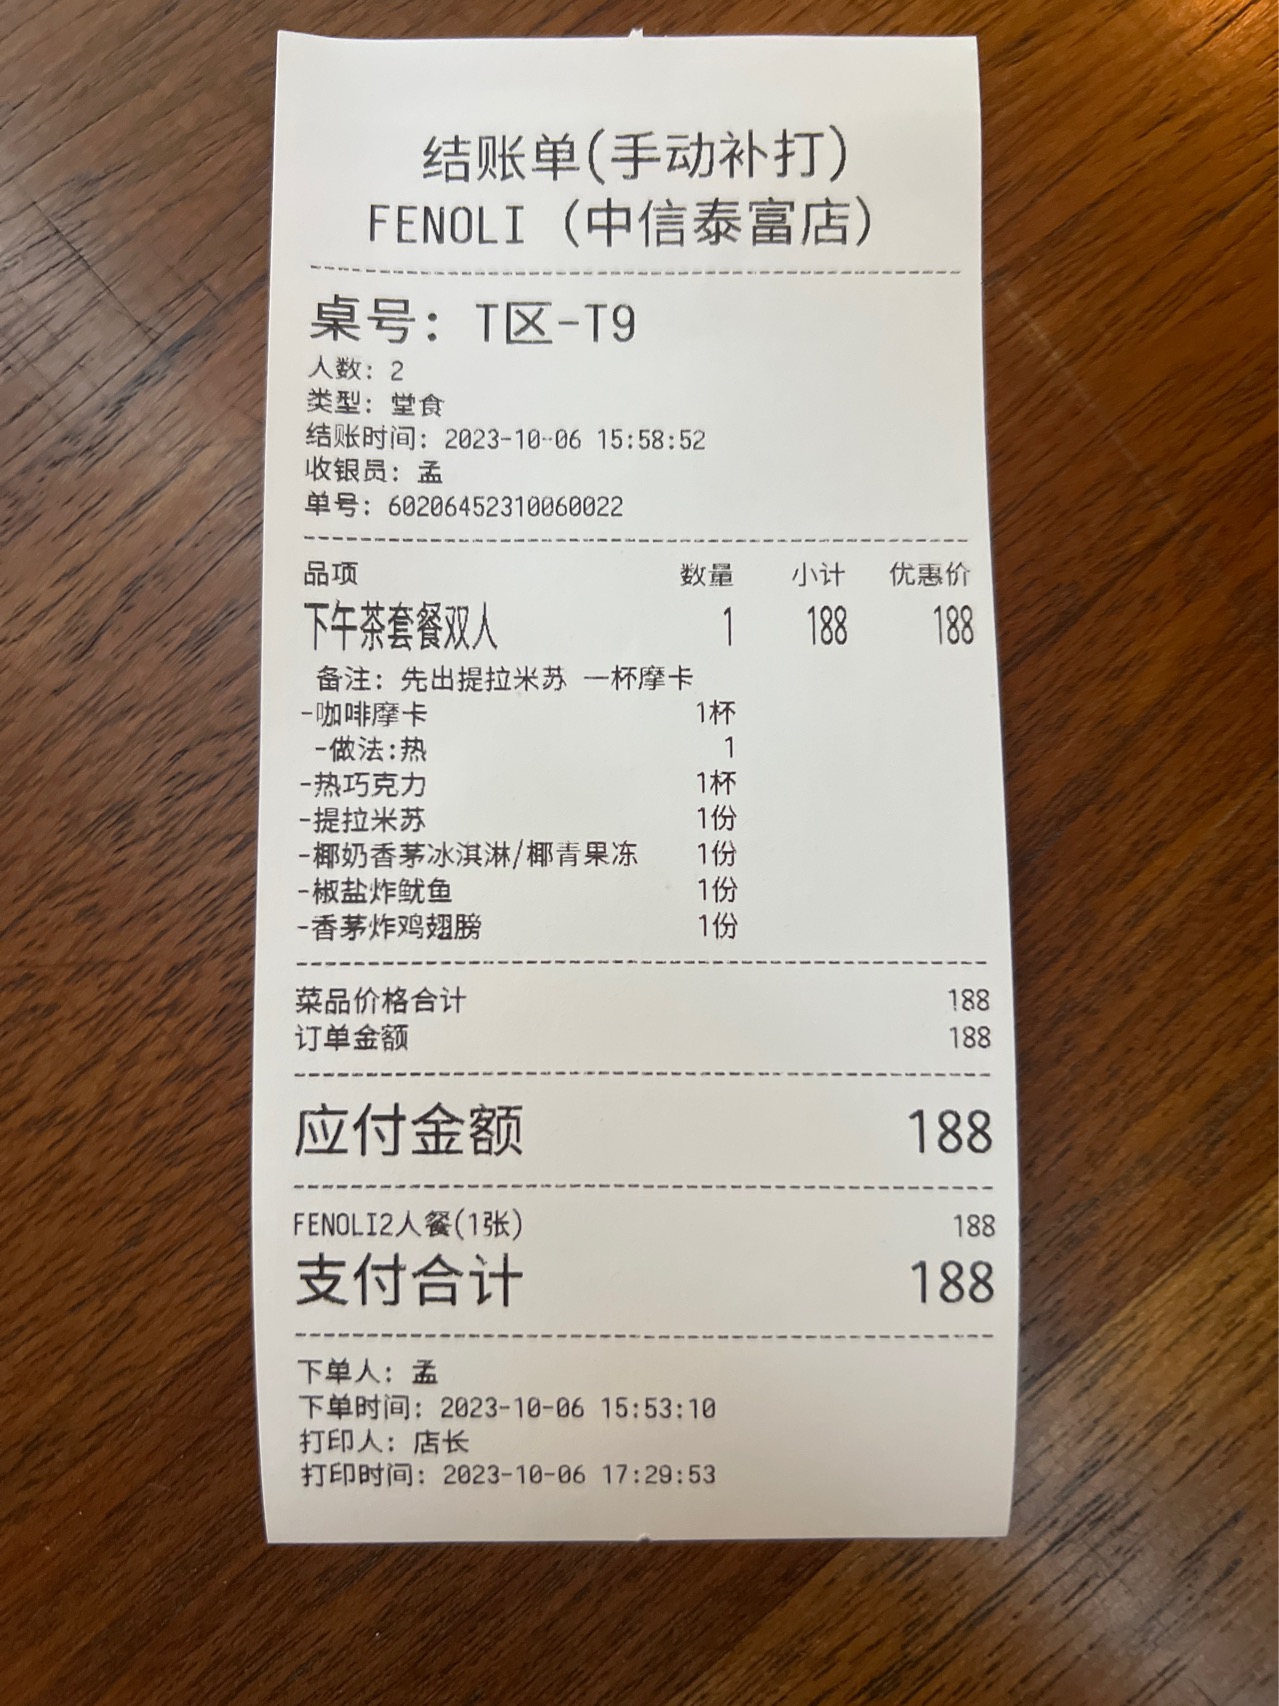 结账单(手动补打)
FENOLI (中信泰富店)
桌号: T区-T9
人数: 2
类型: 堂食
结账时间: 2023-10-06 15:58:52
收银员: 孟
单号: 60206452310060022
品项 数量 小计 优惠价
下午茶套餐双人 1 188 188
备注: 先出提拉米苏 一杯摩卡
-咖啡摩卡 1杯
-做法:热 1
-热巧克力 1杯
-提拉米苏 1份
-椰奶香茅冰淇淋/椰青果冻 1份
-椒盐炸鱿鱼 1份
-香茅炸鸡翅膀 1份
菜品价格合计 188
订单金额 188
应付金额 188
FENOLI2人餐(1张) 188
支付合计 188
下单人: 孟
下单时间: 2023-10-06 15:53:10
打印人: 店长
打印时间: 2023-10-06 17:29:53